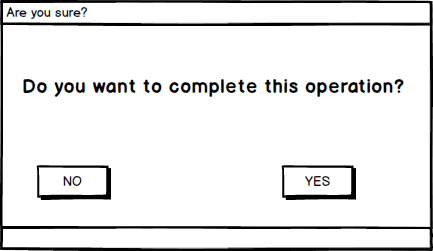 Are you sure?
Do you want to complete this operation?
NO YES